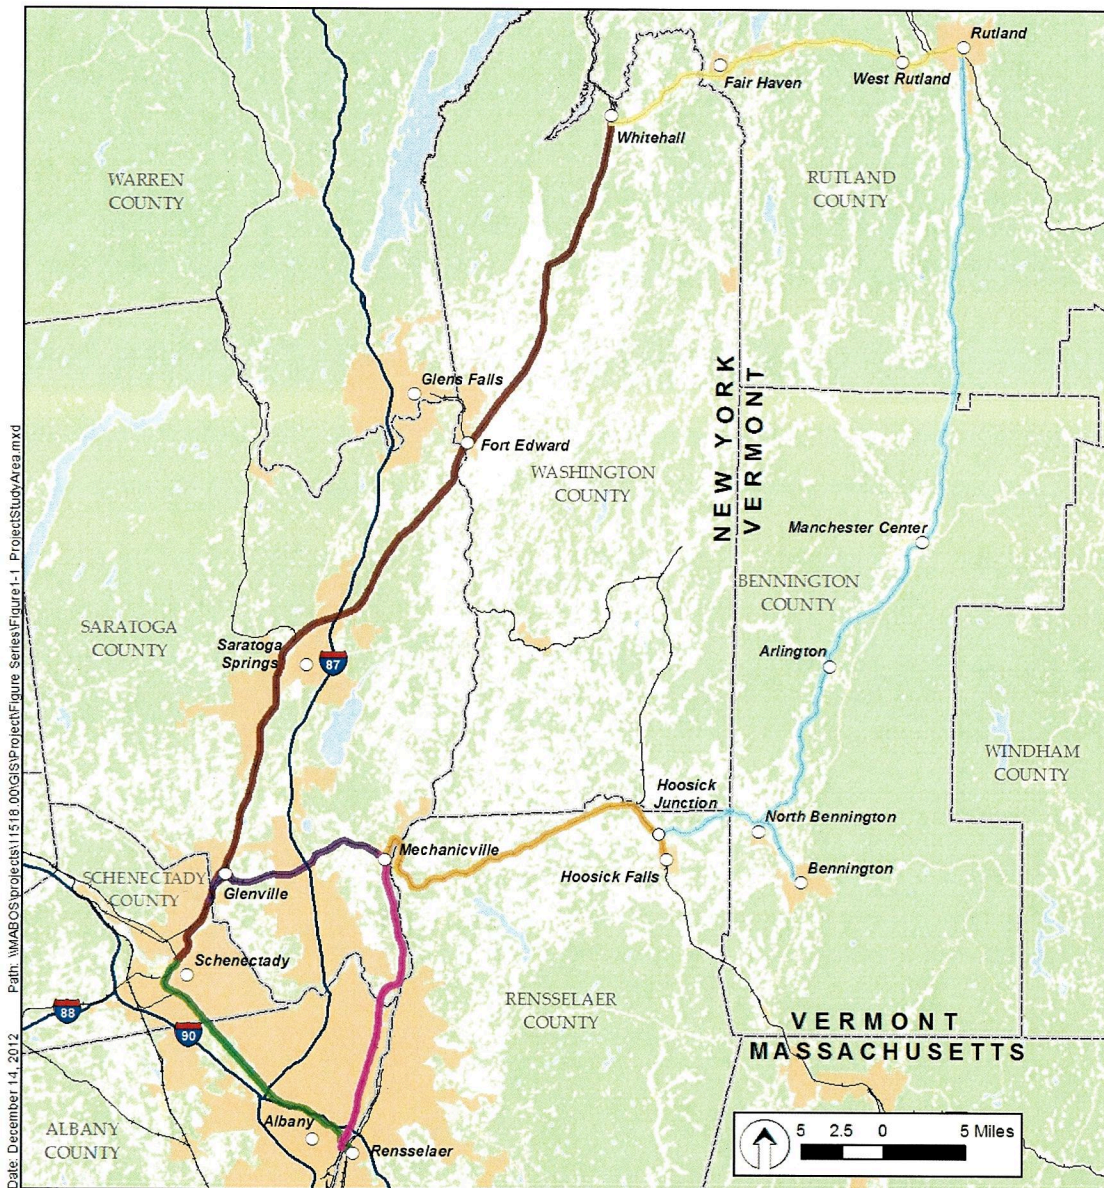 Rutland
West Rutland
Fair Haven
Whitehall
WARREN
COUNTY
RUTLAND
COUNTY
Glens Falls
NEW YORK
VERMONT
Fort Edward
WASHINGTON
COUNTY
Manchester Center
BENNINGTON
COUNTY
SARATOGA
COUNTY
Saratoga
Springs
87
Arlington
WINDHAM
COUNTY
Hoosick
Junction
North Bennington
Mechanicville
Hoosick Falls
Bennington
SCHENECTADY
COUNTY
Glenville
Schenectady
RENSSELAER
COUNTY
88
90
VERMONT
MASSACHUSETTS
ALBANY
COUNTY
Albany
Rensselaer
5 2.5 0 5 Miles
Date: December 14, 2012 Path: \\MABOS\projects\11518.00\GIS\Project\Figure Series\Figure1-1_ProjectStudyArea.mxd